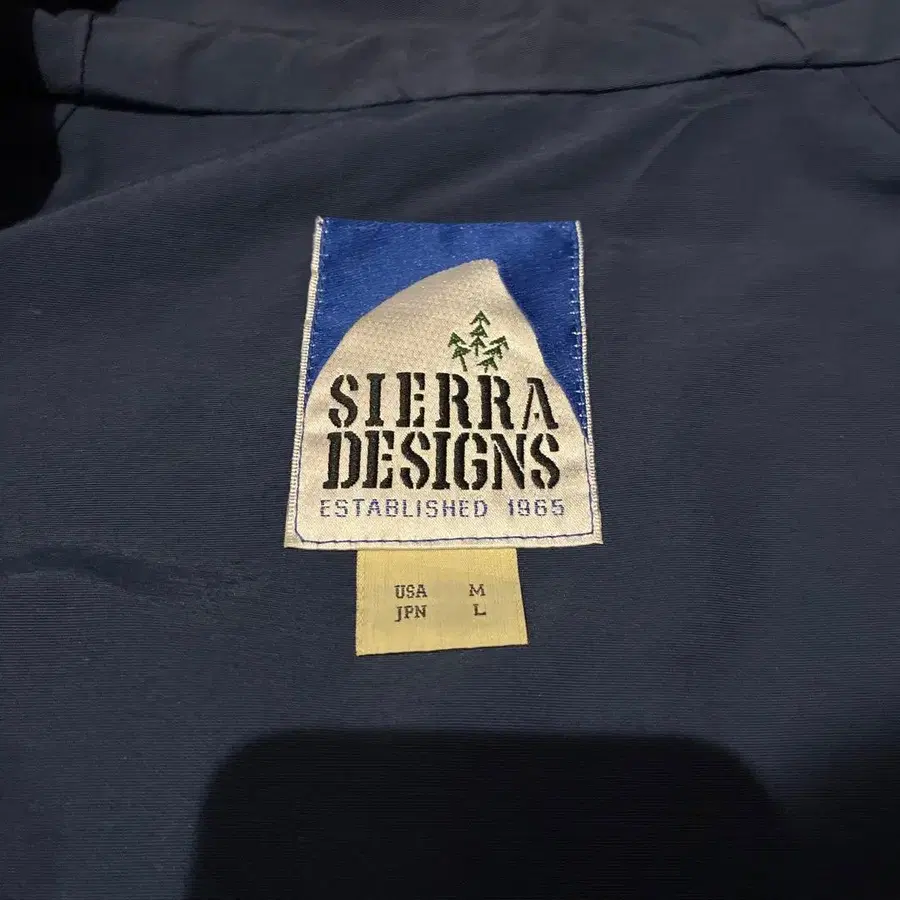 SIERRA
DESIGNS
ESTABLISHED 1965
USA M
JPN L